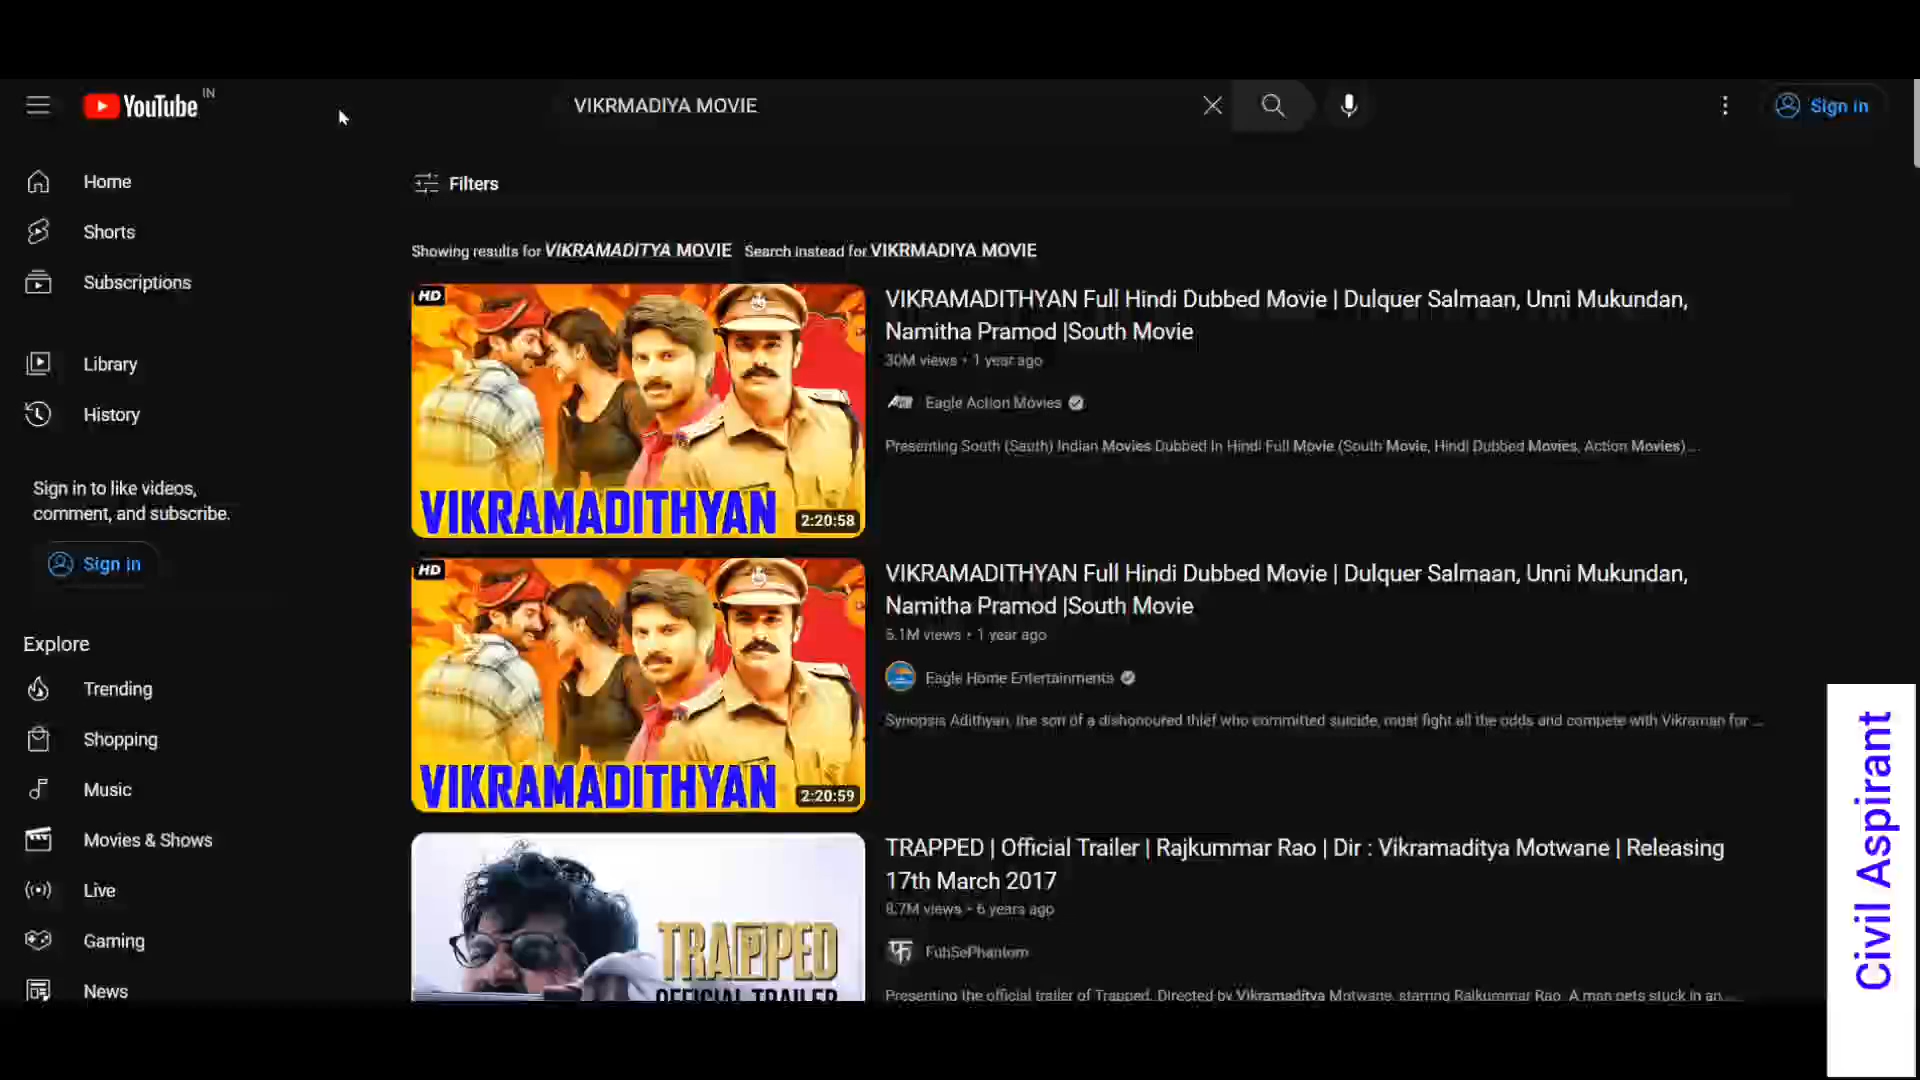 YouTube IN
VIKRMADIYA MOVIE
Sign in
Home
Shorts
Subscriptions
Library
History
Sign in to like videos,
comment, and subscribe.
Sign in
Explore
Trending
Shopping
Music
Movies & Shows
Live
Gaming
News
Filters
Showing results for VIKRAMADITYA MOVIE Search instead for VIKRMADIYA MOVIE
HD
VIKRAMADITHYAN
2:20:58
VIKRAMADITHYAN Full Hindi Dubbed Movie | Dulquer Salmaan, Unni Mukundan,
Namitha Pramod |South Movie
30M views • 1 year ago
Eagle Action Movies
Presenting South (Sauth) Indian Movies Dubbed In Hindi Full Movie (South Movie, Hindi Dubbed Movies, Action Movies) ...
HD
VIKRAMADITHYAN
2:20:59
VIKRAMADITHYAN Full Hindi Dubbed Movie | Dulquer Salmaan, Unni Mukundan,
Namitha Pramod |South Movie
5.1M views • 1 year ago
Eagle Home Entertainments
Synopsis Adithyan, the son of a dishonoured thief who committed suicide, must fight all the odds and compete with Vikraman for ...
TRAPPED
OFFICIAL TRAILER
TRAPPED | Official Trailer | Rajkummar Rao | Dir : Vikramaditya Motwane | Releasing
17th March 2017
8.7M views • 6 years ago
FuhSePhantom
Presenting the official trailer of Trapped. Directed by Vikramaditya Motwane, starring Rajkummar Rao. A man gets stuck in an...
Civil Aspirant